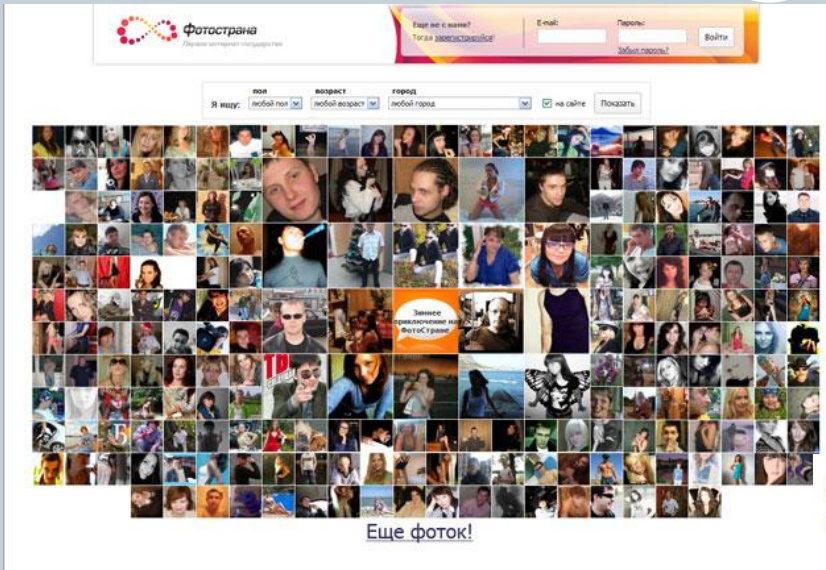 Фотострана
Первое интернет-государство
Еще не с нами?
Тогда зарегистрируйся!
E-mail:
Пароль:
Войти
Забыл пароль?
пол
возраст
город
Я ищу:
любой пол
любой возраст
любой город
на сайте
Показать
Зимнее
приключение на
ФотоСтране
ТВ
Еще фоток!